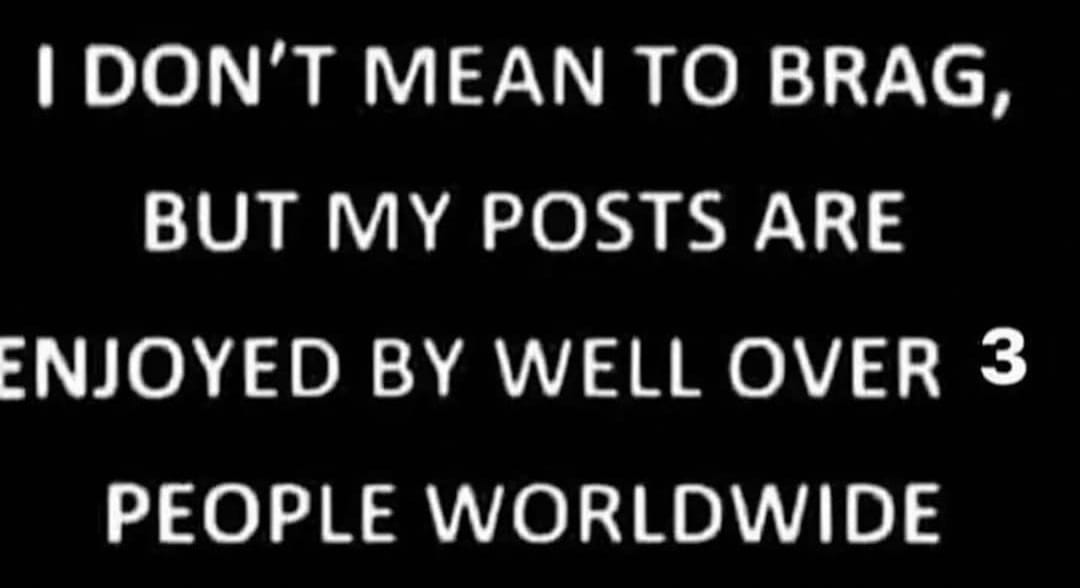 I DON'T MEAN TO BRAG,
BUT MY POSTS ARE
ENJOYED BY WELL OVER 3
PEOPLE WORLDWIDE